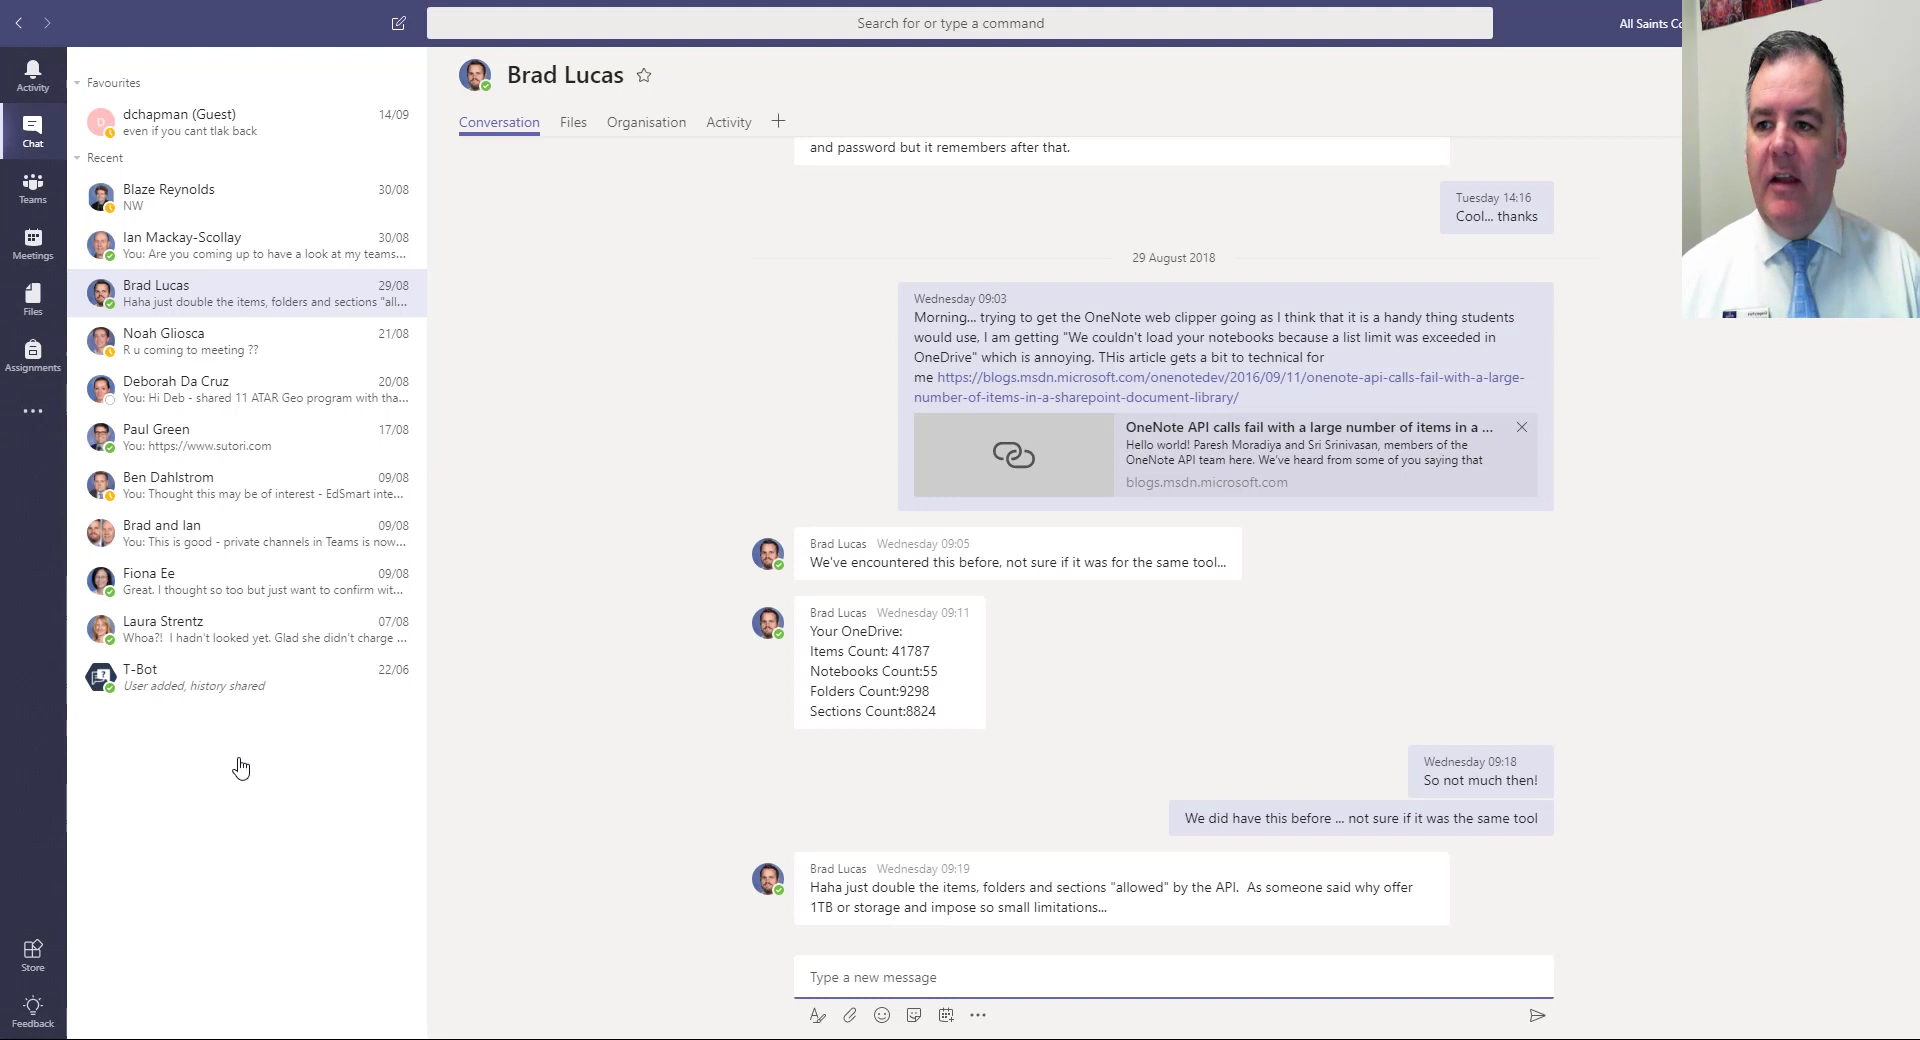 Search for or type a command
All Saints Co
Activity
Chat
Teams
Meetings
Files
Assignments
Store
Feedback
Favourites
D
dchapman (Guest) 14/09
even if you cant tlak back
Recent
Blaze Reynolds 30/08
NW
Ian Mackay-Scollay 30/08
You: Are you coming up to have a look at my teams...
Brad Lucas 29/08
Haha just double the items, folders and sections "all...
Noah Gliosca 21/08
R u coming to meeting ??
Deborah Da Cruz 20/08
You: Hi Deb - shared 11 ATAR Geo program with tha...
Paul Green 17/08
You: https://www.sutori.com
Ben Dahlstrom 09/08
You: Thought this may be of interest - EdSmart inte...
Brad and Ian 09/08
You: This is good - private channels in Teams is now...
Fiona Ee 09/08
Great. I thought so too but just want to confirm wit...
Laura Strentz 07/08
Whoa?! I hadn't looked yet. Glad she didn't charge ...
T-Bot 22/06
User added, history shared
Brad Lucas
Conversation Files Organisation Activity
and password but it remembers after that.
Tuesday 14:16
Cool... thanks
29 August 2018
Wednesday 09:03
Morning... trying to get the OneNote web clipper going as I think that it is a handy thing students
would use, I am getting "We couldn't load your notebooks because a list limit was exceeded in
OneDrive" which is annoying. THis article gets a bit to technical for
me https://blogs.msdn.microsoft.com/onenotedev/2016/09/11/onenote-api-calls-fail-with-a-large-
number-of-items-in-a-sharepoint-document-library/
OneNote API calls fail with a large number of items in a ...
Hello world! Paresh Moradiya and Sri Srinivasan, members of the
OneNote API team here. We've heard from some of you saying that
blogs.msdn.microsoft.com
Brad Lucas Wednesday 09:05
We've encountered this before, not sure if it was for the same tool...
Brad Lucas Wednesday 09:11
Your OneDrive:
Items Count: 41787
Notebooks Count:55
Folders Count:9298
Sections Count:8824
Wednesday 09:18
So not much then!
We did have this before ... not sure if it was the same tool
Brad Lucas Wednesday 09:19
Haha just double the items, folders and sections "allowed" by the API. As someone said why offer
1TB or storage and impose so small limitations...
Type a new message